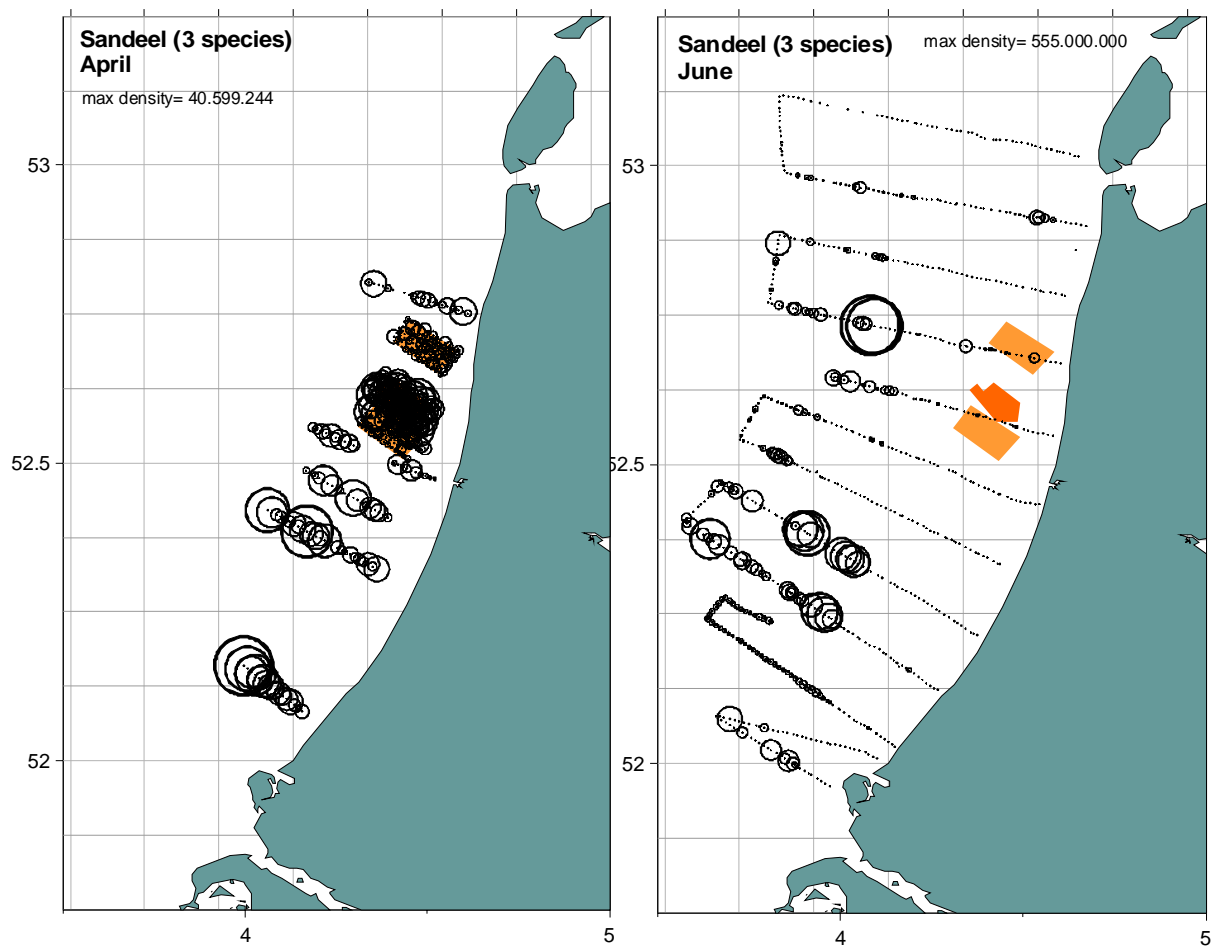 Sandeel (3 species)
April
max density= 40.599.244
53
52.5
52
4
5
Sandeel (3 species)
June
max density= 555.000.000
53
52.5
52
4
5